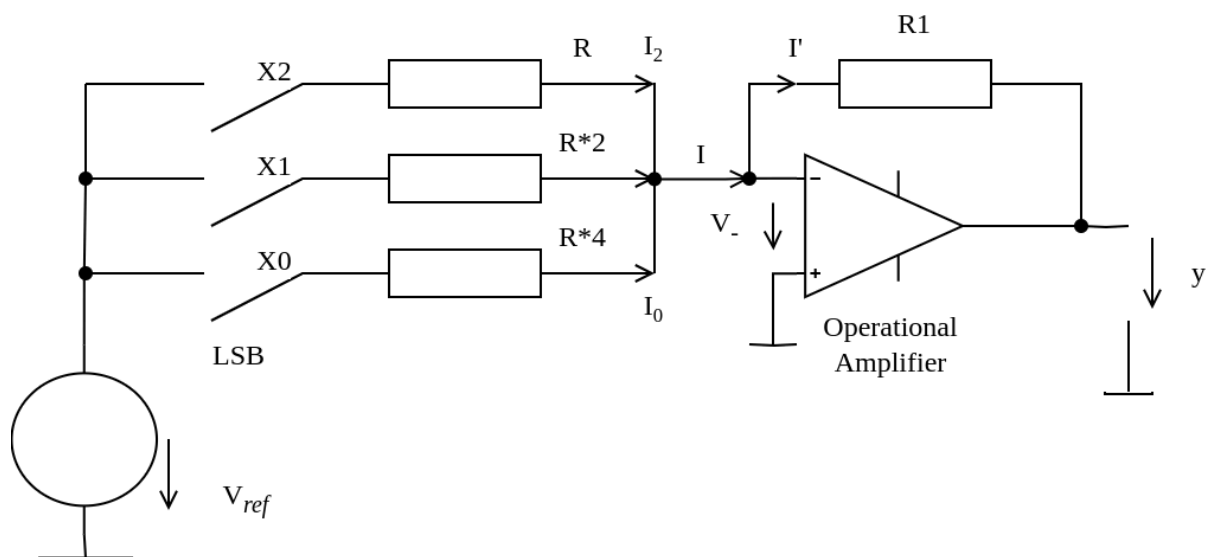 R1
R
I2
I'
X2
R*2
X1
I
V-
R*4
X0
−
+
I0
y
Operational
Amplifier
LSB
Vref